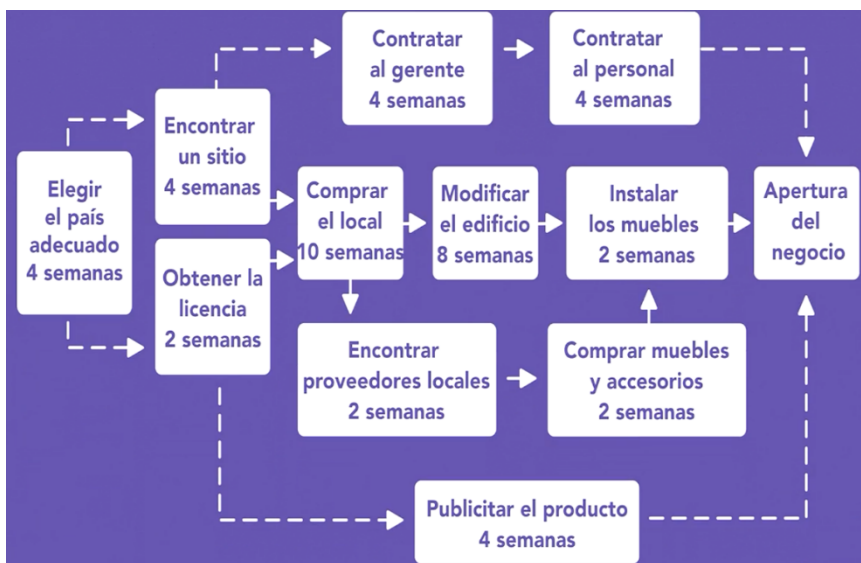 Contratar
al gerente
4 semanas
Contratar
al personal
4 semanas
Elegir
el país
adecuado
4 semanas
Encontrar
un sitio
4 semanas
Obtener la
licencia
2 semanas
Comprar
el local
10 semanas
Modificar
el edificio
8 semanas
Instalar
los muebles
2 semanas
Apertura
del
negocio
Encontrar
proveedores locales
2 semanas
Comprar muebles
y accesorios
2 semanas
Publicitar el producto
4 semanas